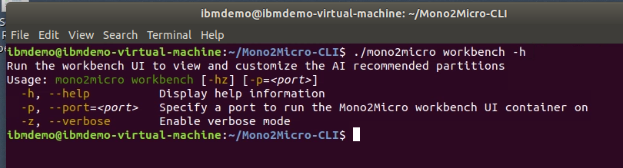 ibmdemo@ibmdemo-virtual-machine: ~/Mono2Micro-CLI
File Edit View Search Terminal Help
ibmdemo@ibmdemo-virtual-machine:~/Mono2Micro-CLI$ ./mono2micro workbench -h
Run the workbench UI to view and customize the AI recommended partitions
Usage: mono2micro workbench [-hz] [-p=<port>]
-h, --help Display help information
-p, --port=<port> Specify a port to run the Mono2Micro workbench UI container on
-z, --verbose Enable verbose mode
ibmdemo@ibmdemo-virtual-machine:~/Mono2Micro-CLI$